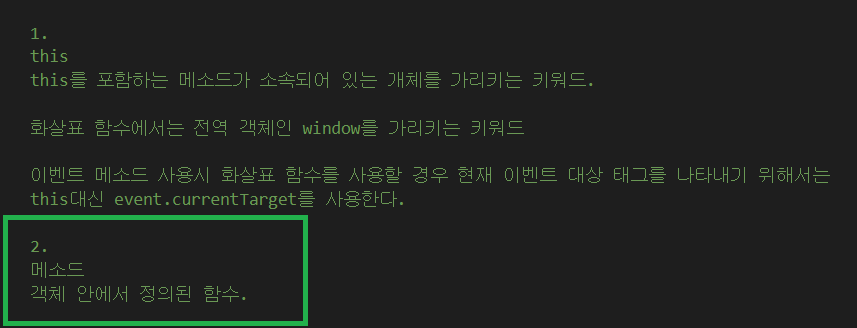 1.
this
this를 포함하는 메소드가 소속되어 있는 개체를 가리키는 키워드.
화살표 함수에서는 전역 객체인 window를 가리키는 키워드
이벤트 메소드 사용시 화살표 함수를 사용할 경우 현재 이벤트 대상 태그를 나타내기 위해서는
this대신 event.currentTarget를 사용한다.
2.
메소드
객체 안에서 정의된 함수.